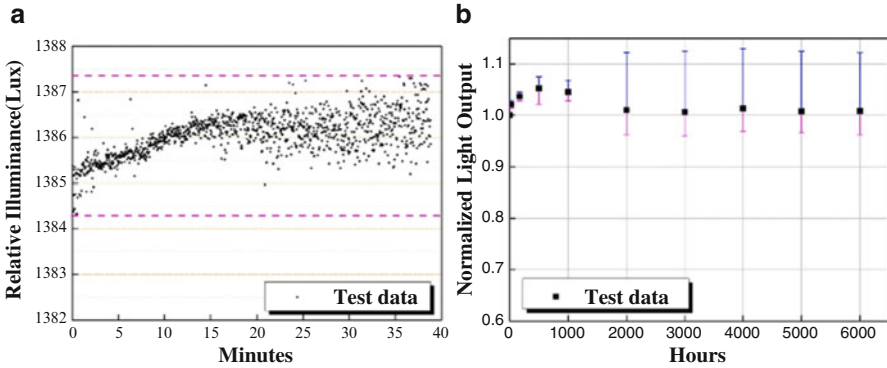 a
Relative Illuminance(Lux)
1388
1387
1386
1385
1384
1383
1382
0 5 10 15 20 25 30 35 40
Minutes
Test data
b
Normalized Light Output
1.1
1.0
0.9
0.8
0.7
0.6
0 1000 2000 3000 4000 5000 6000
Hours
Test data